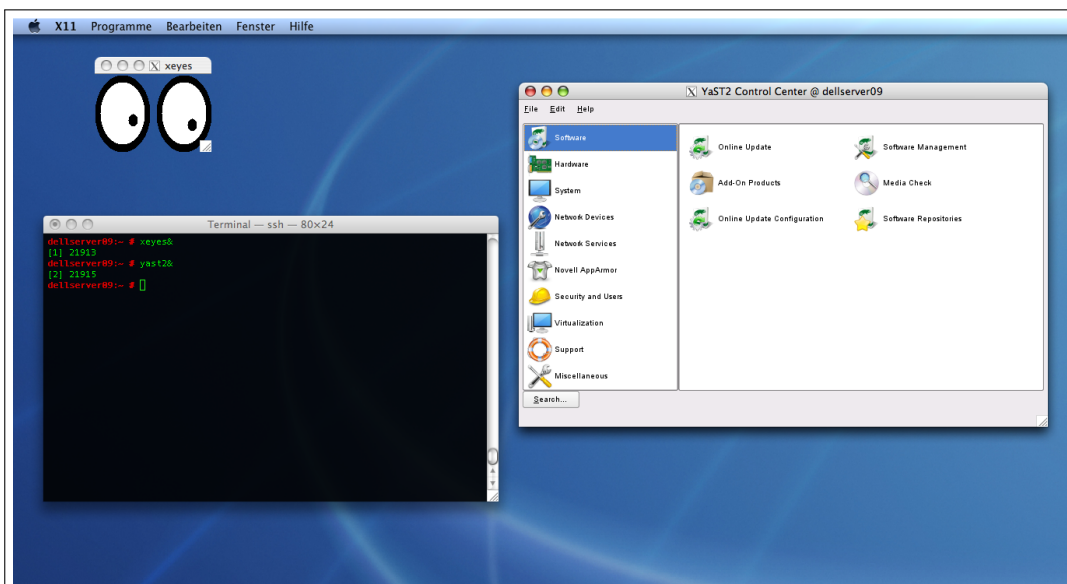 X11 Programme Bearbeiten Fenster Hilfe
X xeyes
X YaST2 Control Center @ dellserver09
File Edit Help
Software
Hardware
System
Network Devices
Network Services
Novell AppArmor
Security and Users
Virtualization
Support
Miscellaneous
Search...
Online Update Software Management
Add-On Products Media Check
Online Update Configuration Software Repositories
Terminal — ssh — 80×24
dellserver09:~ # xeyes&
[1] 21913
dellserver09:~ # yast2&
[2] 21915
dellserver09:~ #